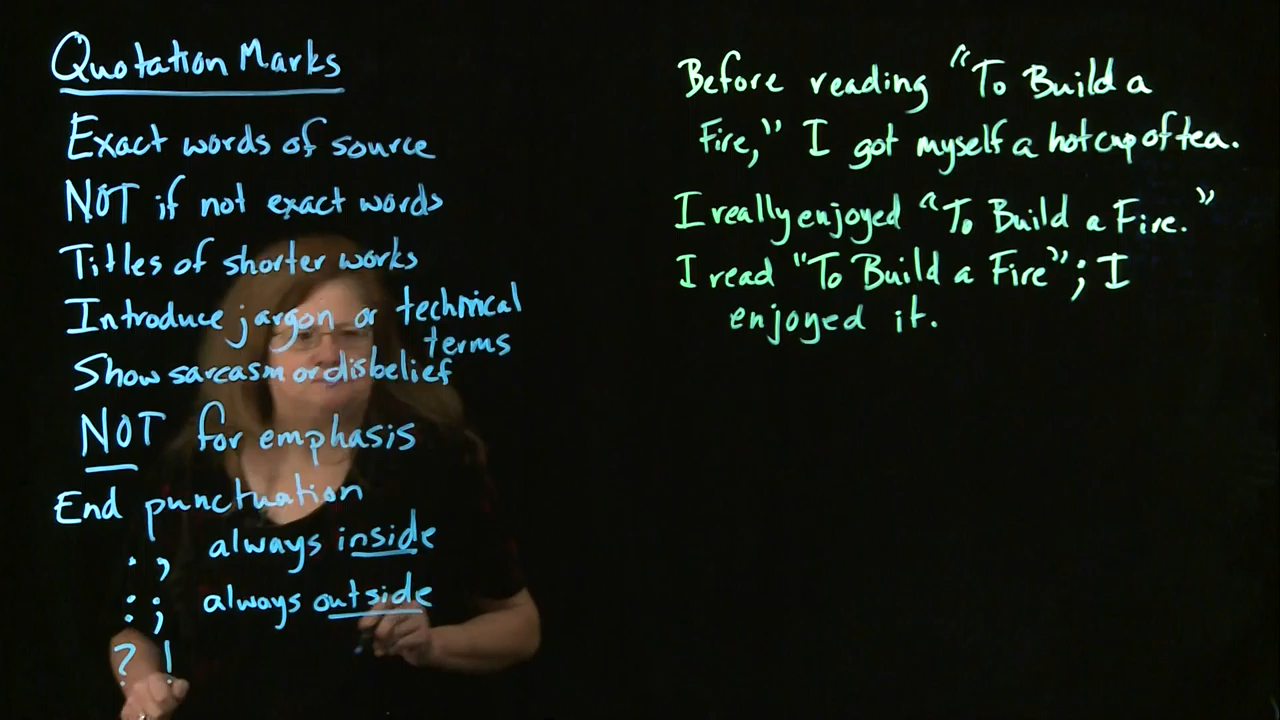 Quotation Marks
Exact words of source
NOT if not exact words
Titles of shorter works
Introduce jargon or technical
terms
Show sarcasm or disbelief
NOT for emphasis
End punctuation
. , always inside
: ; always outside
? !
Before reading "To Build a
Fire," I got myself a hot cup of tea.
I really enjoyed "To Build a Fire."
I read "To Build a Fire"; I
enjoyed it.